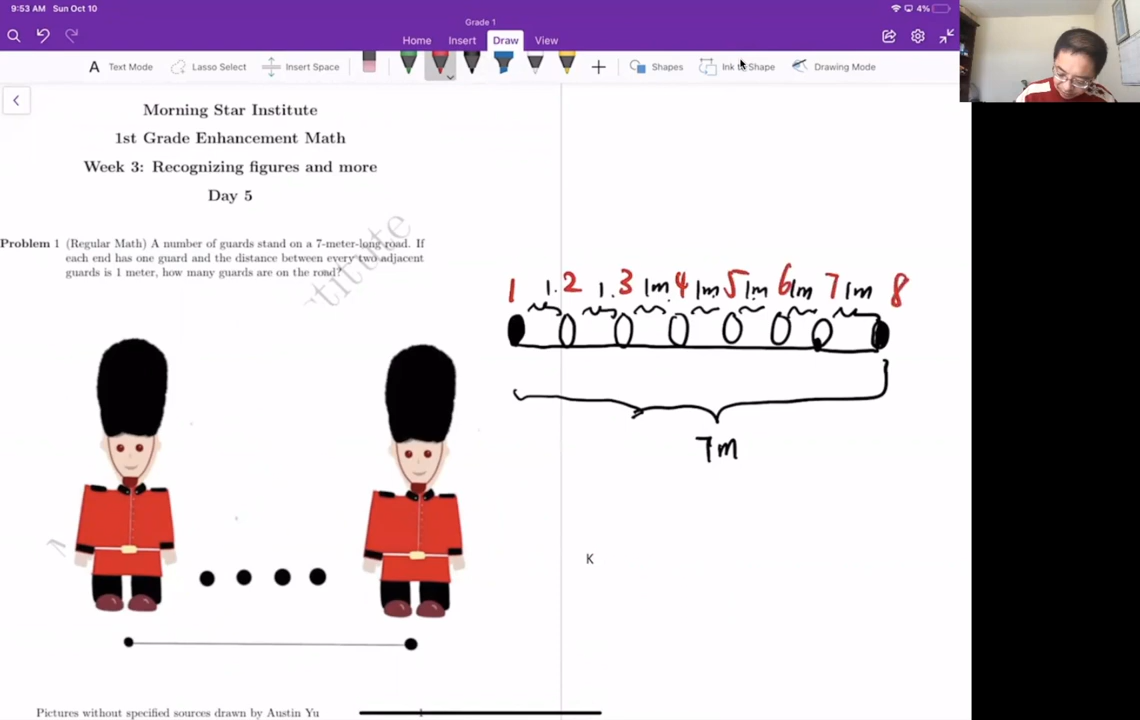 9:53 AM Sun Oct 10
4%
Grade 1
Home Insert Draw View
Text Mode Lasso Select Insert Space Shapes Ink to Shape Drawing Mode
Morning Star Institute
1st Grade Enhancement Math
Week 3: Recognizing figures and more
Day 5
Problem 1 (Regular Math) A number of guards stand on a 7-meter-long road. If
each end has one guard and the distance between every two adjacent
guards is 1 meter, how many guards are on the road?
1 1. 2 1. 3 1m 4 1m 5 1m 6 1m 7 1m 8
7m
K
Pictures without specified sources drawn by Austin Yu
1